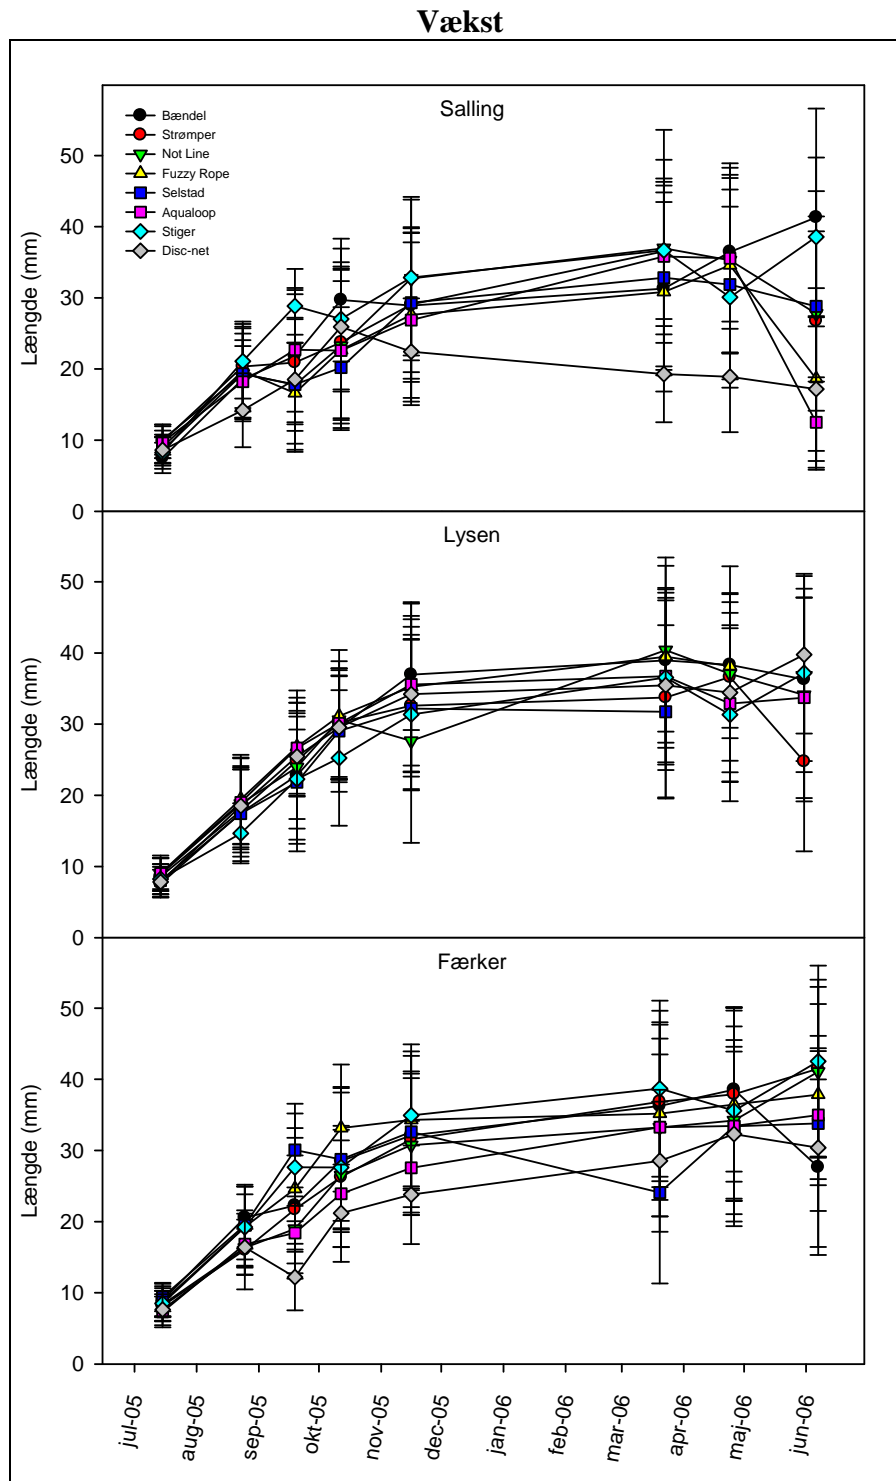 Vækst
Salling
Bændel
Strømper
Not Line
Fuzzy Rope
Selstad
Aqualoop
Stiger
Disc-net
Længde (mm)
50
40
30
20
10
0
Lysen
Længde (mm)
50
40
30
20
10
0
Færker
Længde (mm)
50
40
30
20
10
0
jul-05 aug-05 sep-05 okt-05 nov-05 dec-05 jan-06 feb-06 mar-06 apr-06 maj-06 jun-06